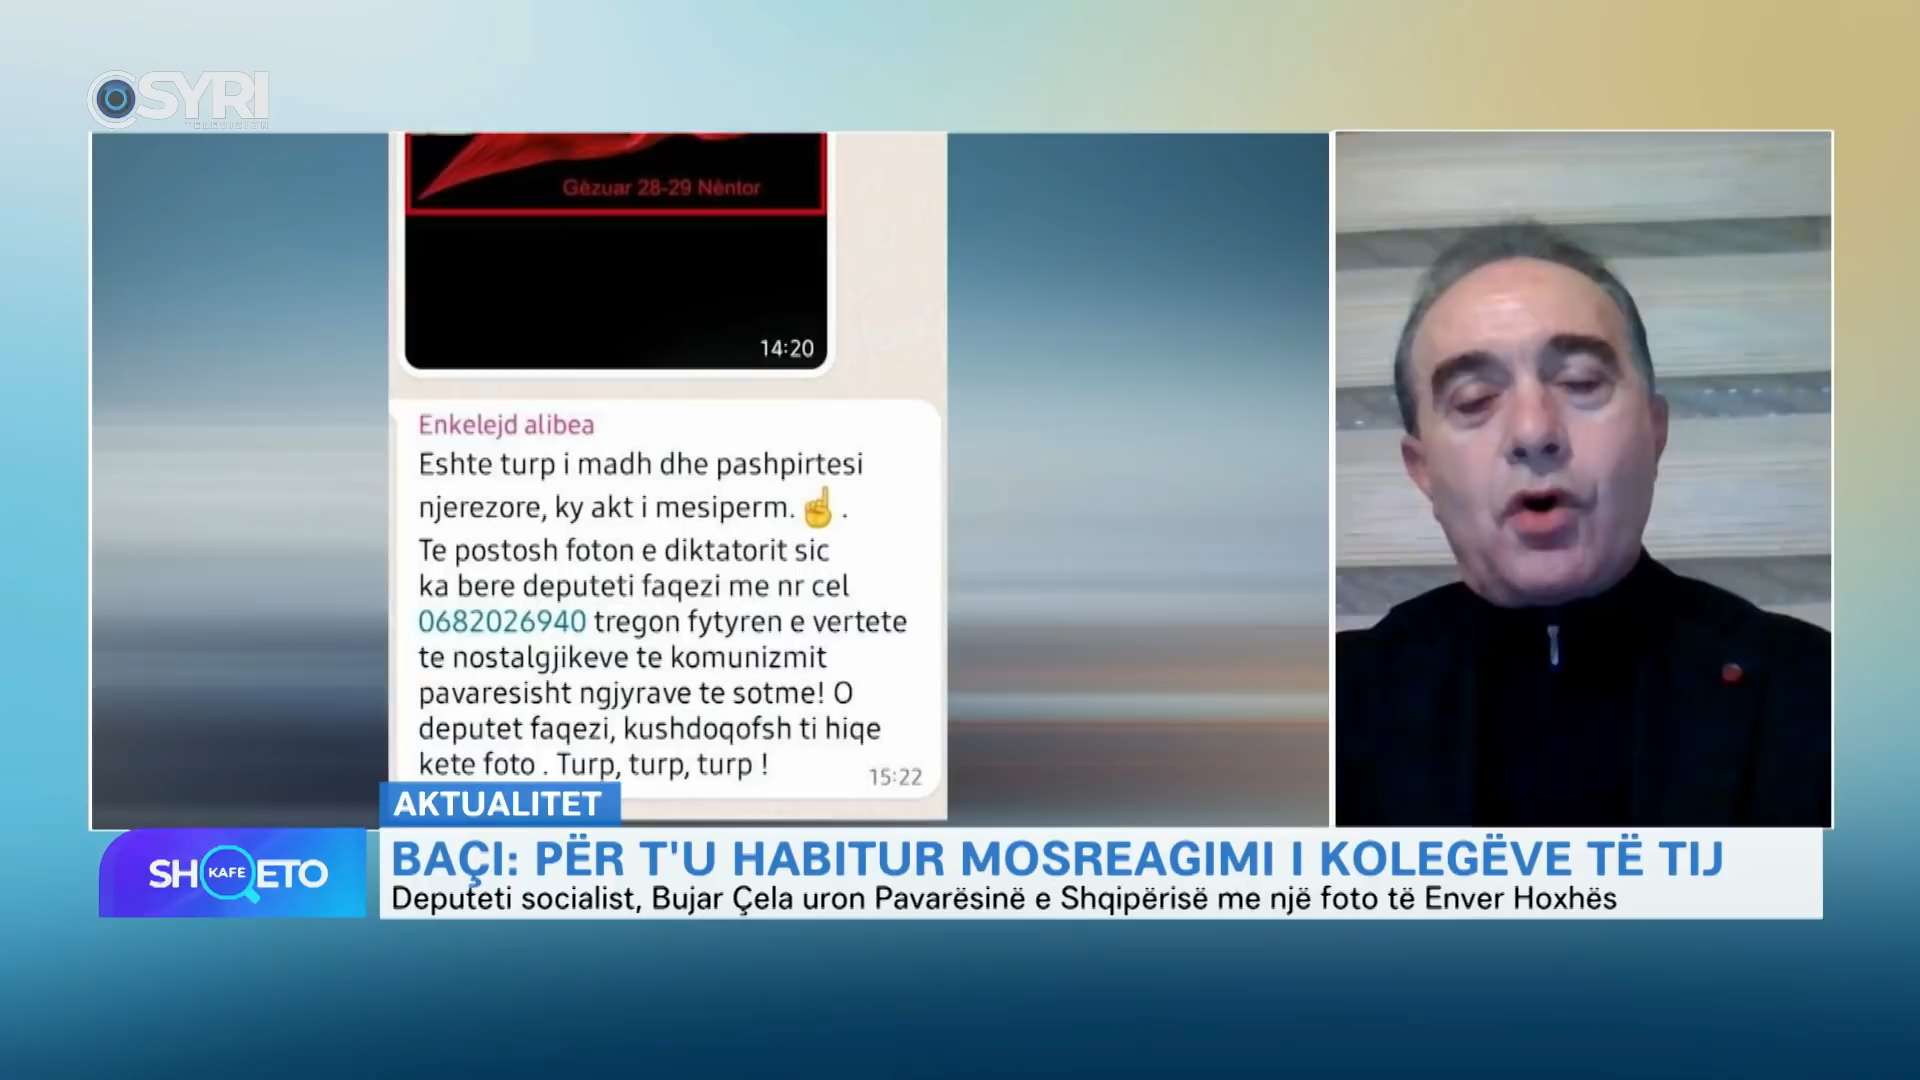 SYRI
TELEVIZION
Gëzuar 28-29 Nëntor
14:20
Enkelejd alibea
Eshte turp i madh dhe pashpirtesi
njerezore, ky akt i mesiperm. ☝ .
Te postosh foton e diktatorit sic
ka bere deputeti faqezi me nr cel
0682026940 tregon fytyren e vertete
te nostalgjikeve te komunizmit
pavaresisht ngjyrave te sotme! O
deputet faqezi, kushdoqofsh ti hiqe
kete foto . Turp, turp, turp !
15:22
AKTUALITET
SHQETO
KAFE
BAÇI: PËR T'U HABITUR MOSREAGIMI I KOLEGËVE TË TIJ
Deputeti socialist, Bujar Çela uron Pavarësinë e Shqipërisë me një foto të Enver Hoxhës